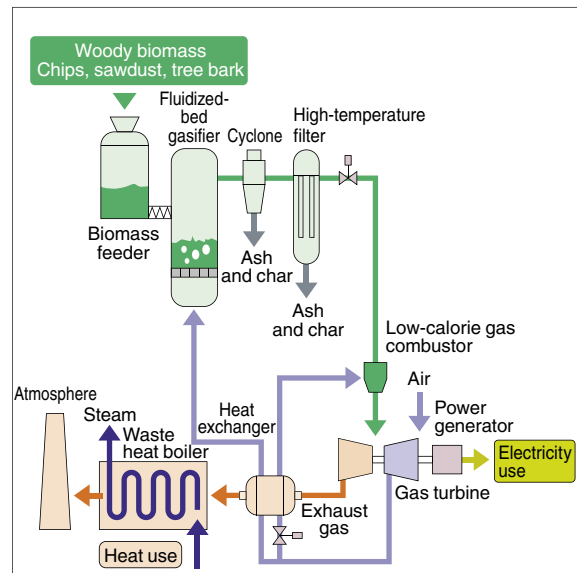 Woody biomass
Chips, sawdust, tree bark
Fluidized-
bed
gasifier
Cyclone
High-temperature
filter
Biomass
feeder
Ash
and char
Ash
and char
Low-calorie gas
combustor
Air
Atmosphere
Steam
Heat
exchanger
Power
generator
Waste
heat boiler
Electricity
use
Gas turbine
Exhaust
gas
Heat use